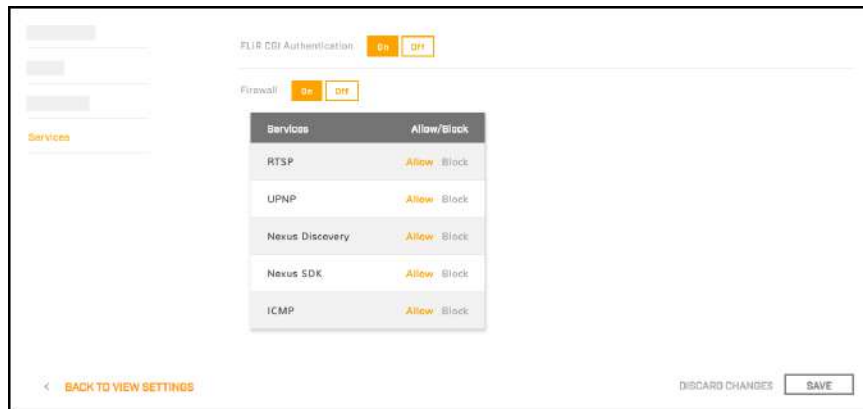 FLIR CGI Authentication On Off
Firewall On Off
Services
Services Allow/Block
RTSP Allow Block
UPNP Allow Block
Nexus Discovery Allow Block
Nexus SDK Allow Block
ICMP Allow Block
< BACK TO VIEW SETTINGS
DISCARD CHANGES SAVE